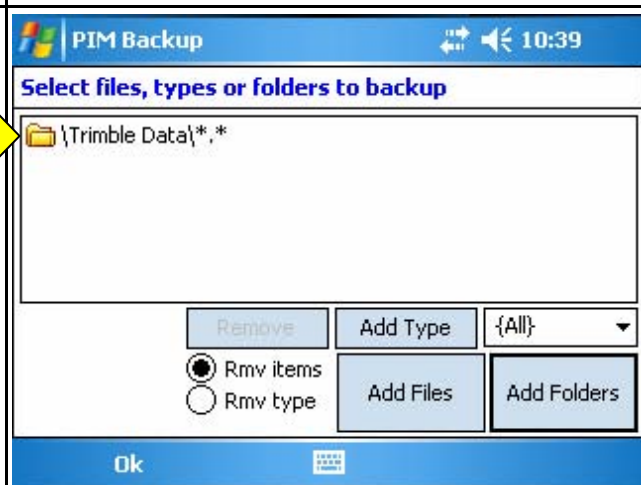 PIM Backup 10:39
Select files, types or folders to backup
\Trimble Data\*.*
Remove Add Type {All}
Rmv items
Rmv type
Add Files Add Folders
Ok